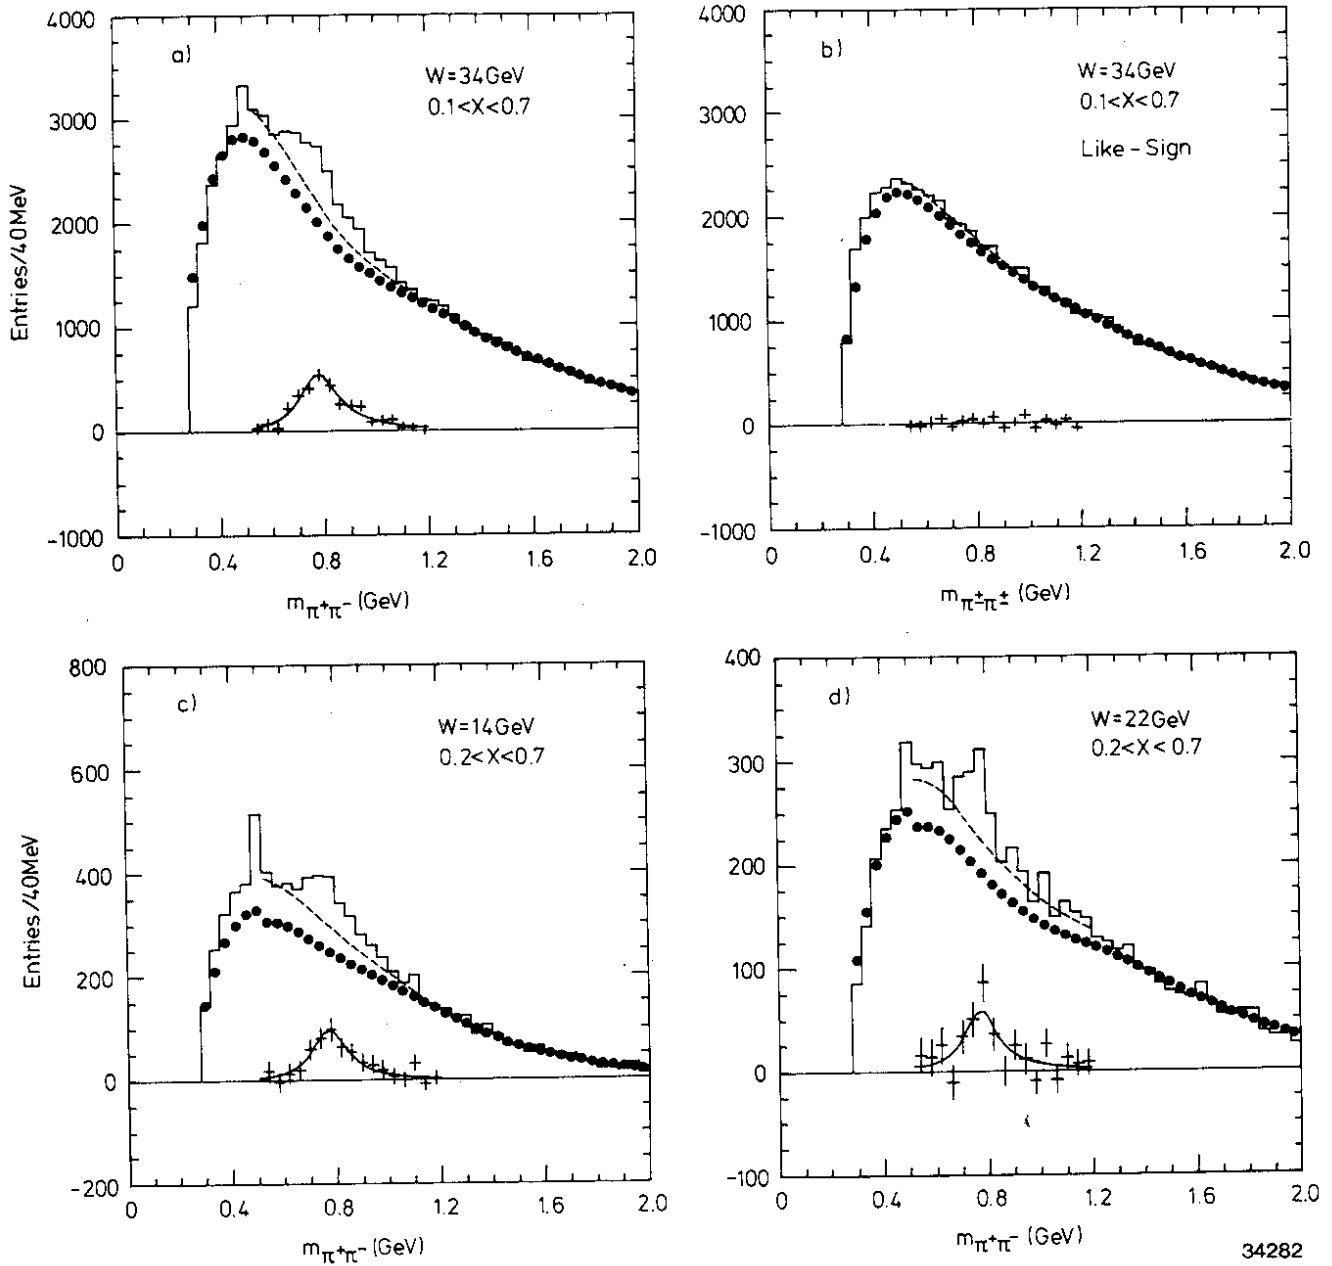 a)
W=34GeV
0.1<X<0.7
Entries/40MeV
4000
3000
2000
1000
0
-1000
0 0.4 0.8 1.2 1.6 2.0
mπ+π- (GeV)
b)
W=34GeV
0.1<X<0.7
Like-Sign
4000
3000
2000
1000
0
-1000
0 0.4 0.8 1.2 1.6 2.0
mπ±π± (GeV)
c)
W=14GeV
0.2<X<0.7
Entries/40MeV
800
600
400
200
0
-200
0 0.4 0.8 1.2 1.6 2.0
mπ+π- (GeV)
d)
W=22GeV
0.2<X<0.7
400
300
200
100
0
-100
0 0.4 0.8 1.2 1.6 2.0
mπ+π- (GeV)
34282